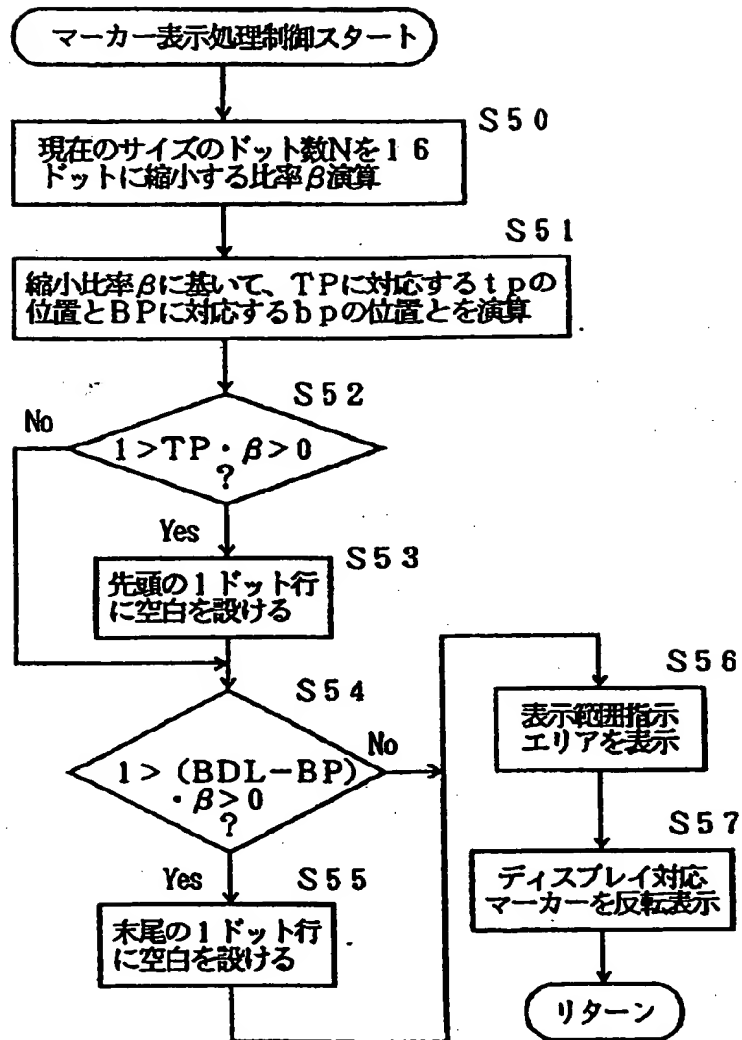 マーカー表示処理制御スタート
S50
現在のサイズのドット数Nを16
ドットに縮小する比率β演算
S51
縮小比率βに基いて、TPに対応するtpの
位置とBPに対応するbpの位置とを演算
S52
No
1>TP・β>0
?
Yes
S53
先頭の1ドット行
に空白を設ける
S54
No
1>(BDL-BP)
・β>0
?
Yes
S55
末尾の1ドット行
に空白を設ける
S56
表示範囲指示
エリアを表示
S57
ディスプレイ対応
マーカーを反転表示
リターン